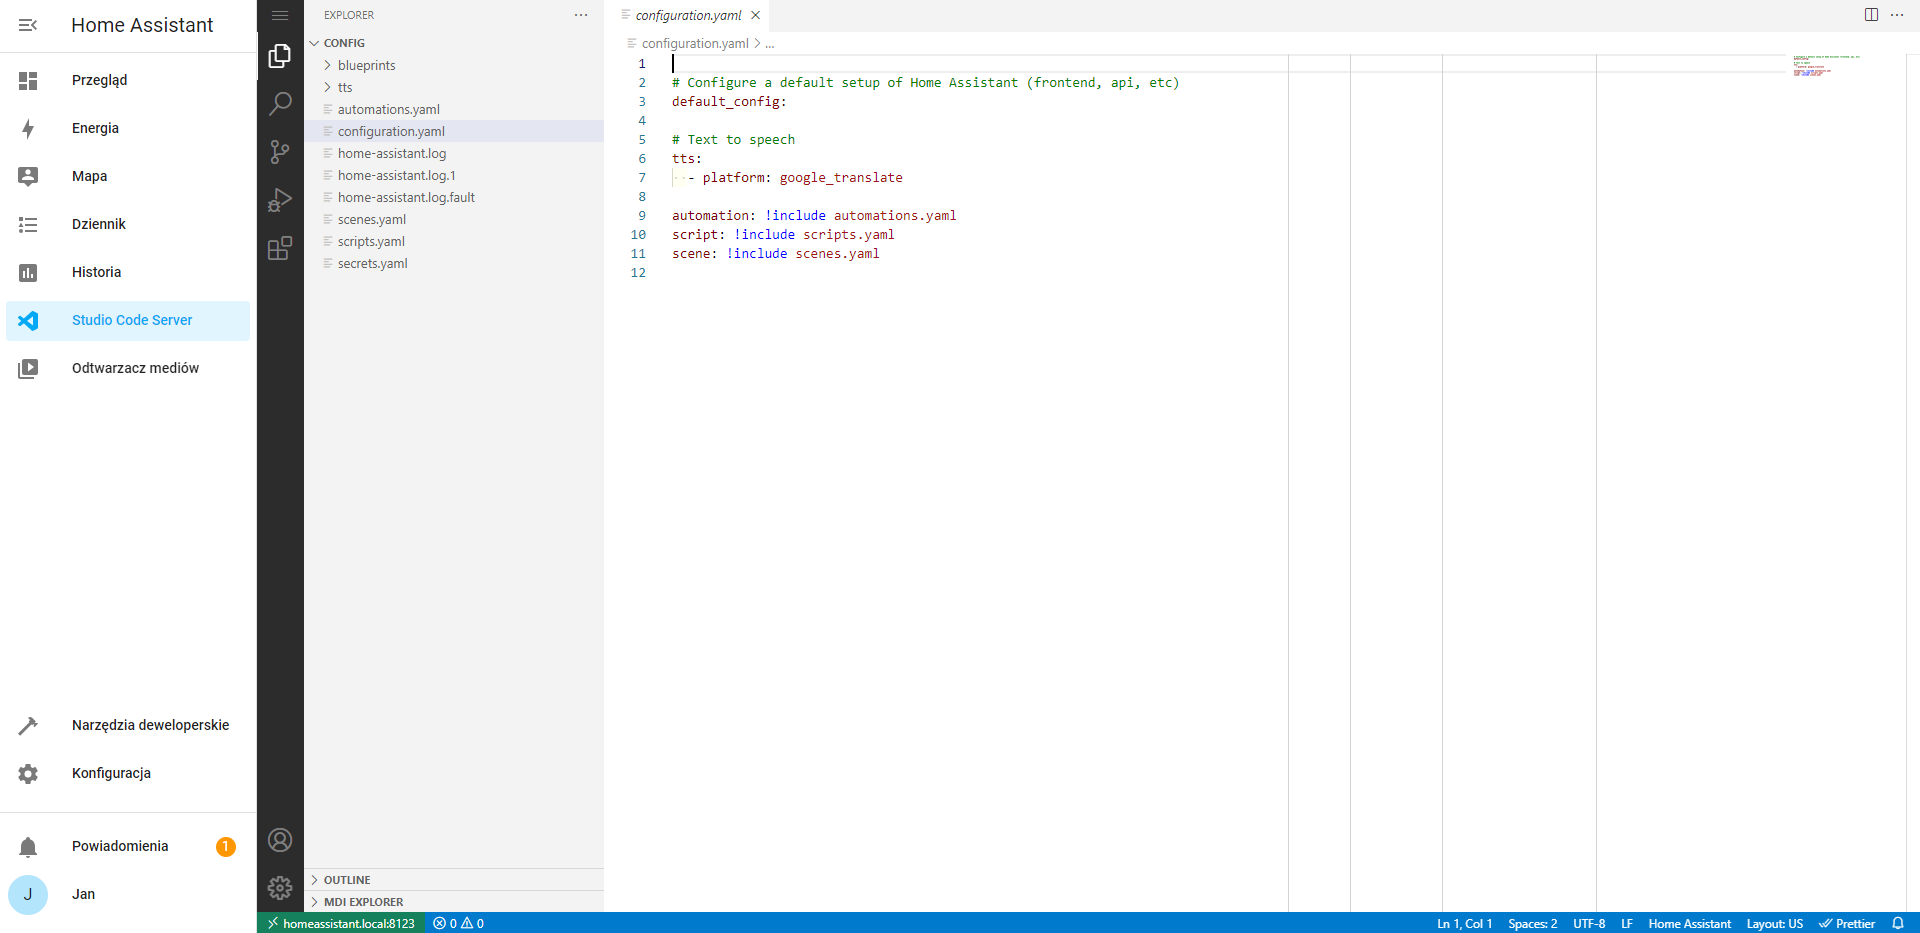 Home Assistant
Przegląd
Energia
Mapa
Dziennik
Historia
Studio Code Server
Odtwarzacz mediów
Narzędzia deweloperskie
Konfiguracja
Powiadomienia 1
J Jan
EXPLORER
CONFIG
blueprints
tts
automations.yaml
configuration.yaml
home-assistant.log
home-assistant.log.1
home-assistant.log.fault
scenes.yaml
scripts.yaml
secrets.yaml
OUTLINE
MDI EXPLORER
configuration.yaml
configuration.yaml > ...
1
2 # Configure a default setup of Home Assistant (frontend, api, etc)
3 default_config:
4
5 # Text to speech
6 tts:
7 - platform: google_translate
8
9 automation: !include automations.yaml
10 script: !include scripts.yaml
11 scene: !include scenes.yaml
12
homeassistant.local:8123 0 0 Ln 1, Col 1 Spaces: 2 UTF-8 LF Home Assistant Layout: US Prettier